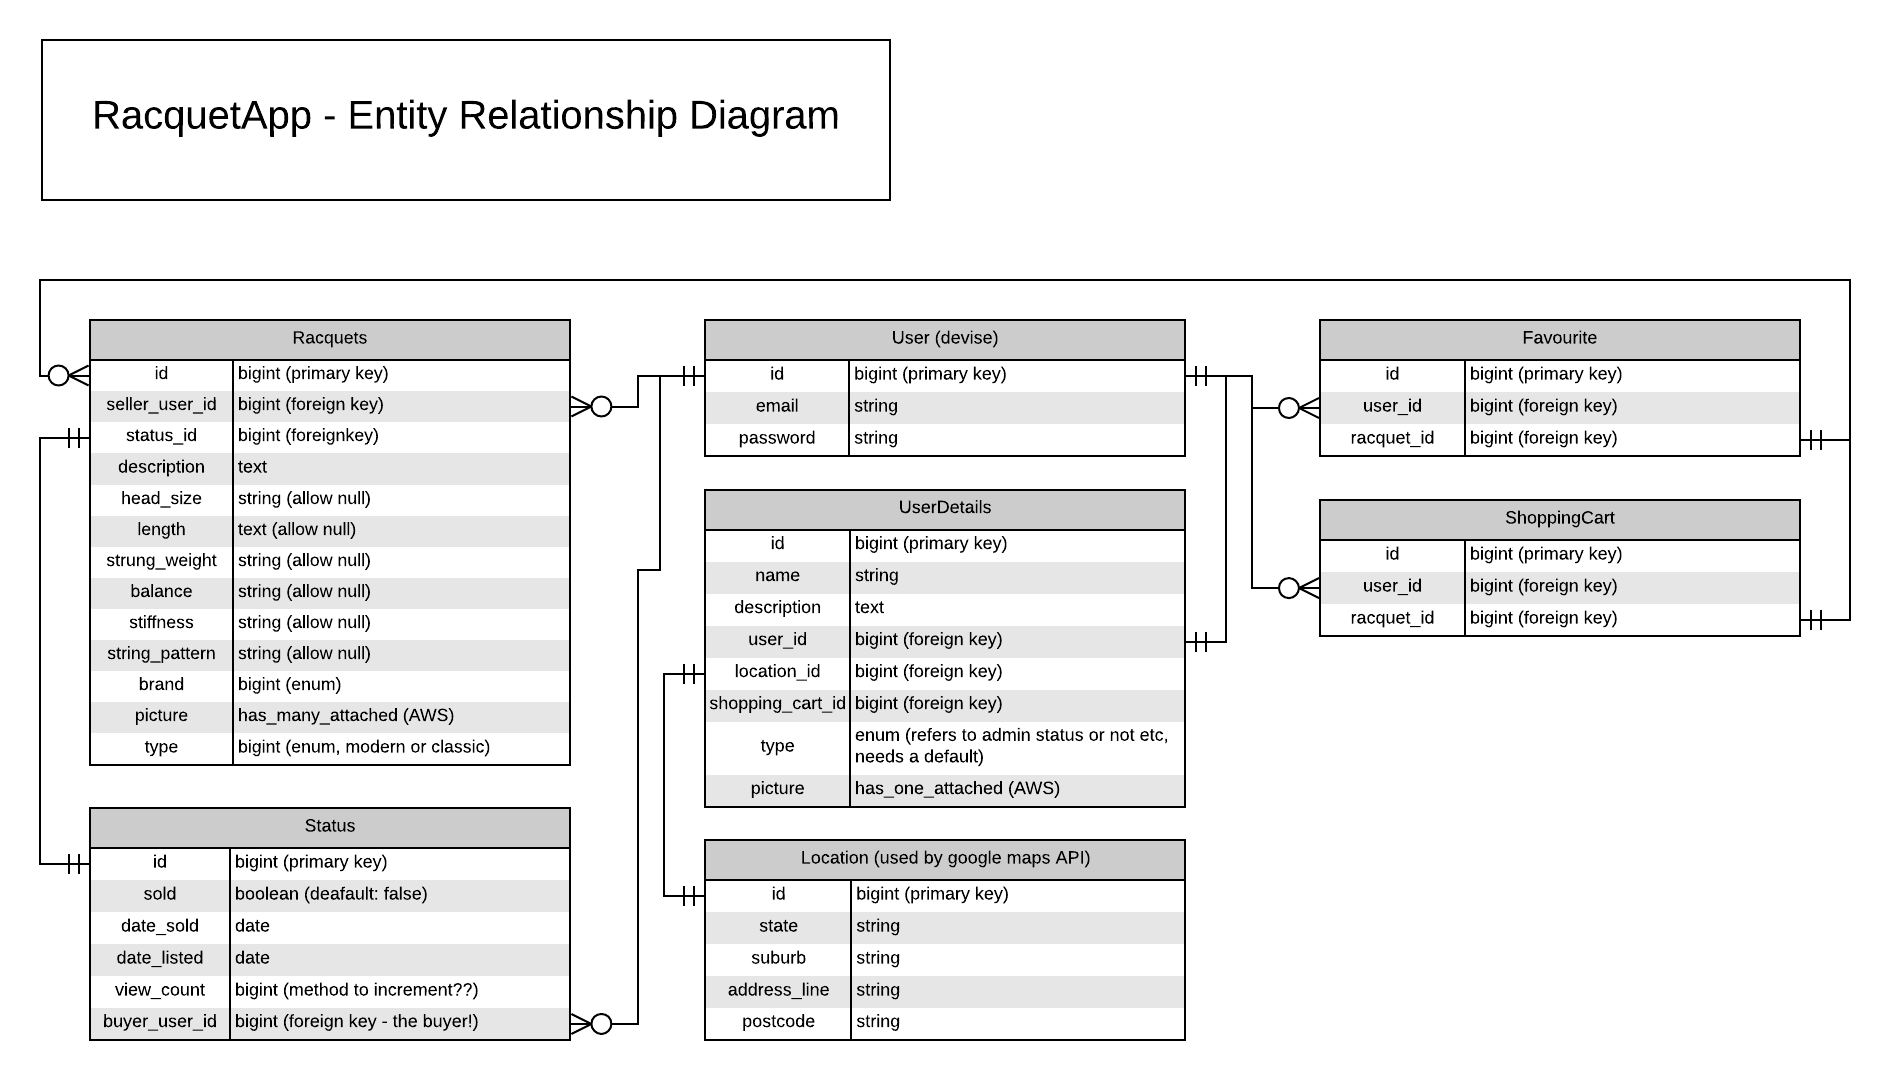 RacquetApp - Entity Relationship Diagram
Racquets
id bigint (primary key)
seller_user_id bigint (foreign key)
status_id bigint (foreignkey)
description text
head_size string (allow null)
length text (allow null)
strung_weight string (allow null)
balance string (allow null)
stiffness string (allow null)
string_pattern string (allow null)
brand bigint (enum)
picture has_many_attached (AWS)
type bigint (enum, modern or classic)
Status
id bigint (primary key)
sold boolean (deafault: false)
date_sold date
date_listed date
view_count bigint (method to increment??)
buyer_user_id bigint (foreign key - the buyer!)
User (devise)
id bigint (primary key)
email string
password string
UserDetails
id bigint (primary key)
name string
description text
user_id bigint (foreign key)
location_id bigint (foreign key)
shopping_cart_id bigint (foreign key)
type enum (refers to admin status or not etc,
needs a default)
picture has_one_attached (AWS)
Location (used by google maps API)
id bigint (primary key)
state string
suburb string
address_line string
postcode string
Favourite
id bigint (primary key)
user_id bigint (foreign key)
racquet_id bigint (foreign key)
ShoppingCart
id bigint (primary key)
user_id bigint (foreign key)
racquet_id bigint (foreign key)